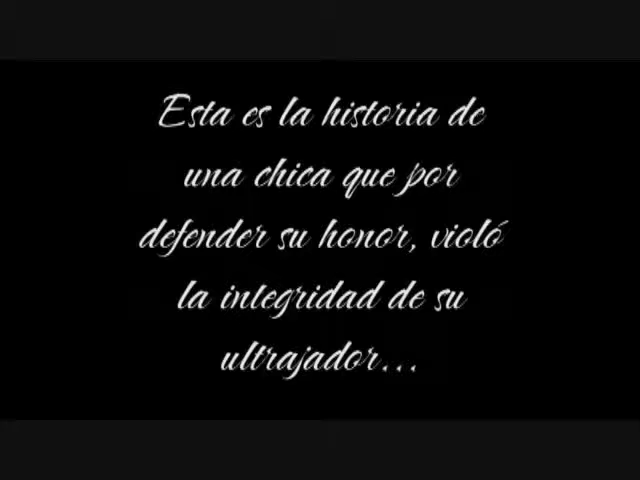 Esta es la historia de
una chica que por
defender su honor, violó
la integridad de su
ultrajador...